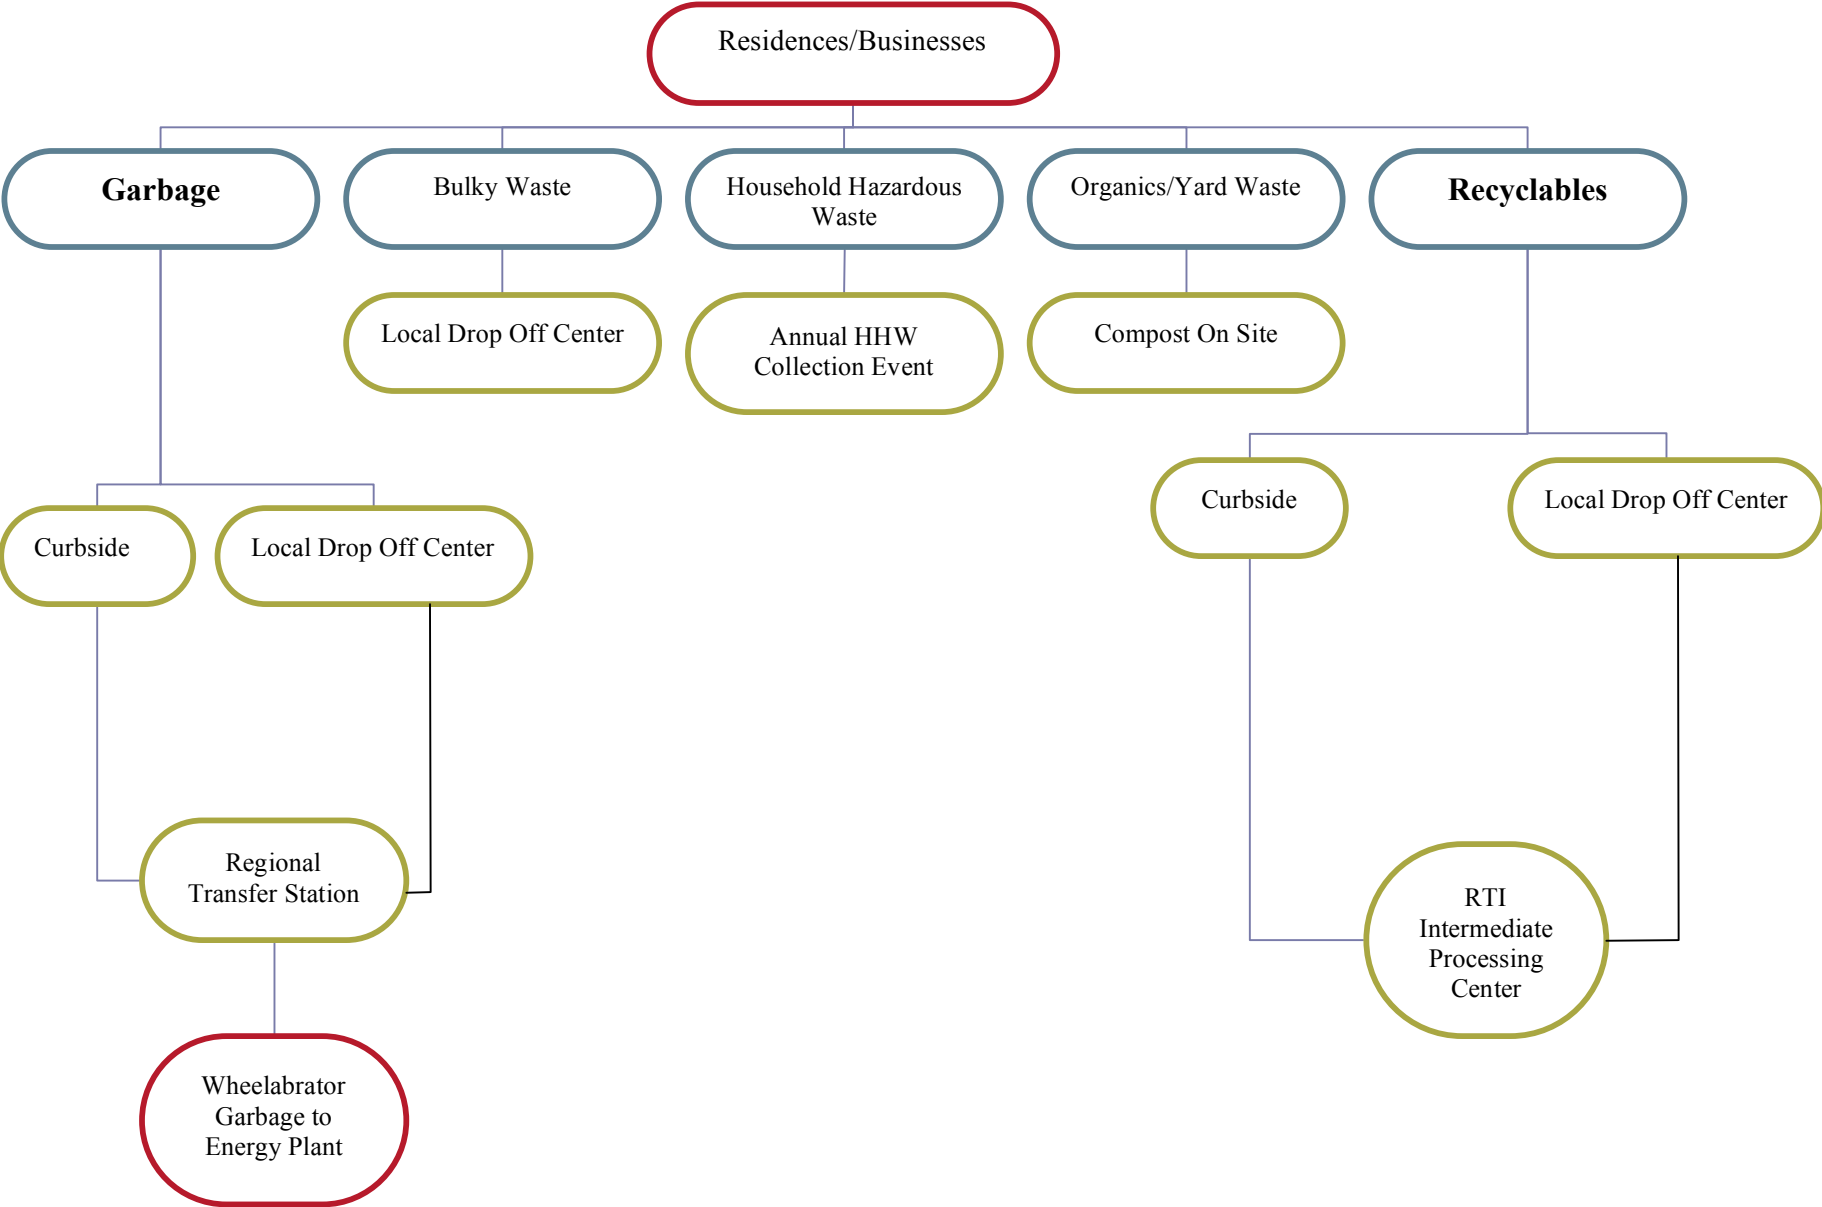 Residences/Businesses
Garbage
Bulky Waste
Household Hazardous
Waste
Organics/Yard Waste
Recyclables
Local Drop Off Center
Annual HHW
Collection Event
Compost On Site
Curbside
Local Drop Off Center
Curbside
Local Drop Off Center
Regional
Transfer Station
RTI
Intermediate
Processing
Center
Wheelabrator
Garbage to
Energy Plant